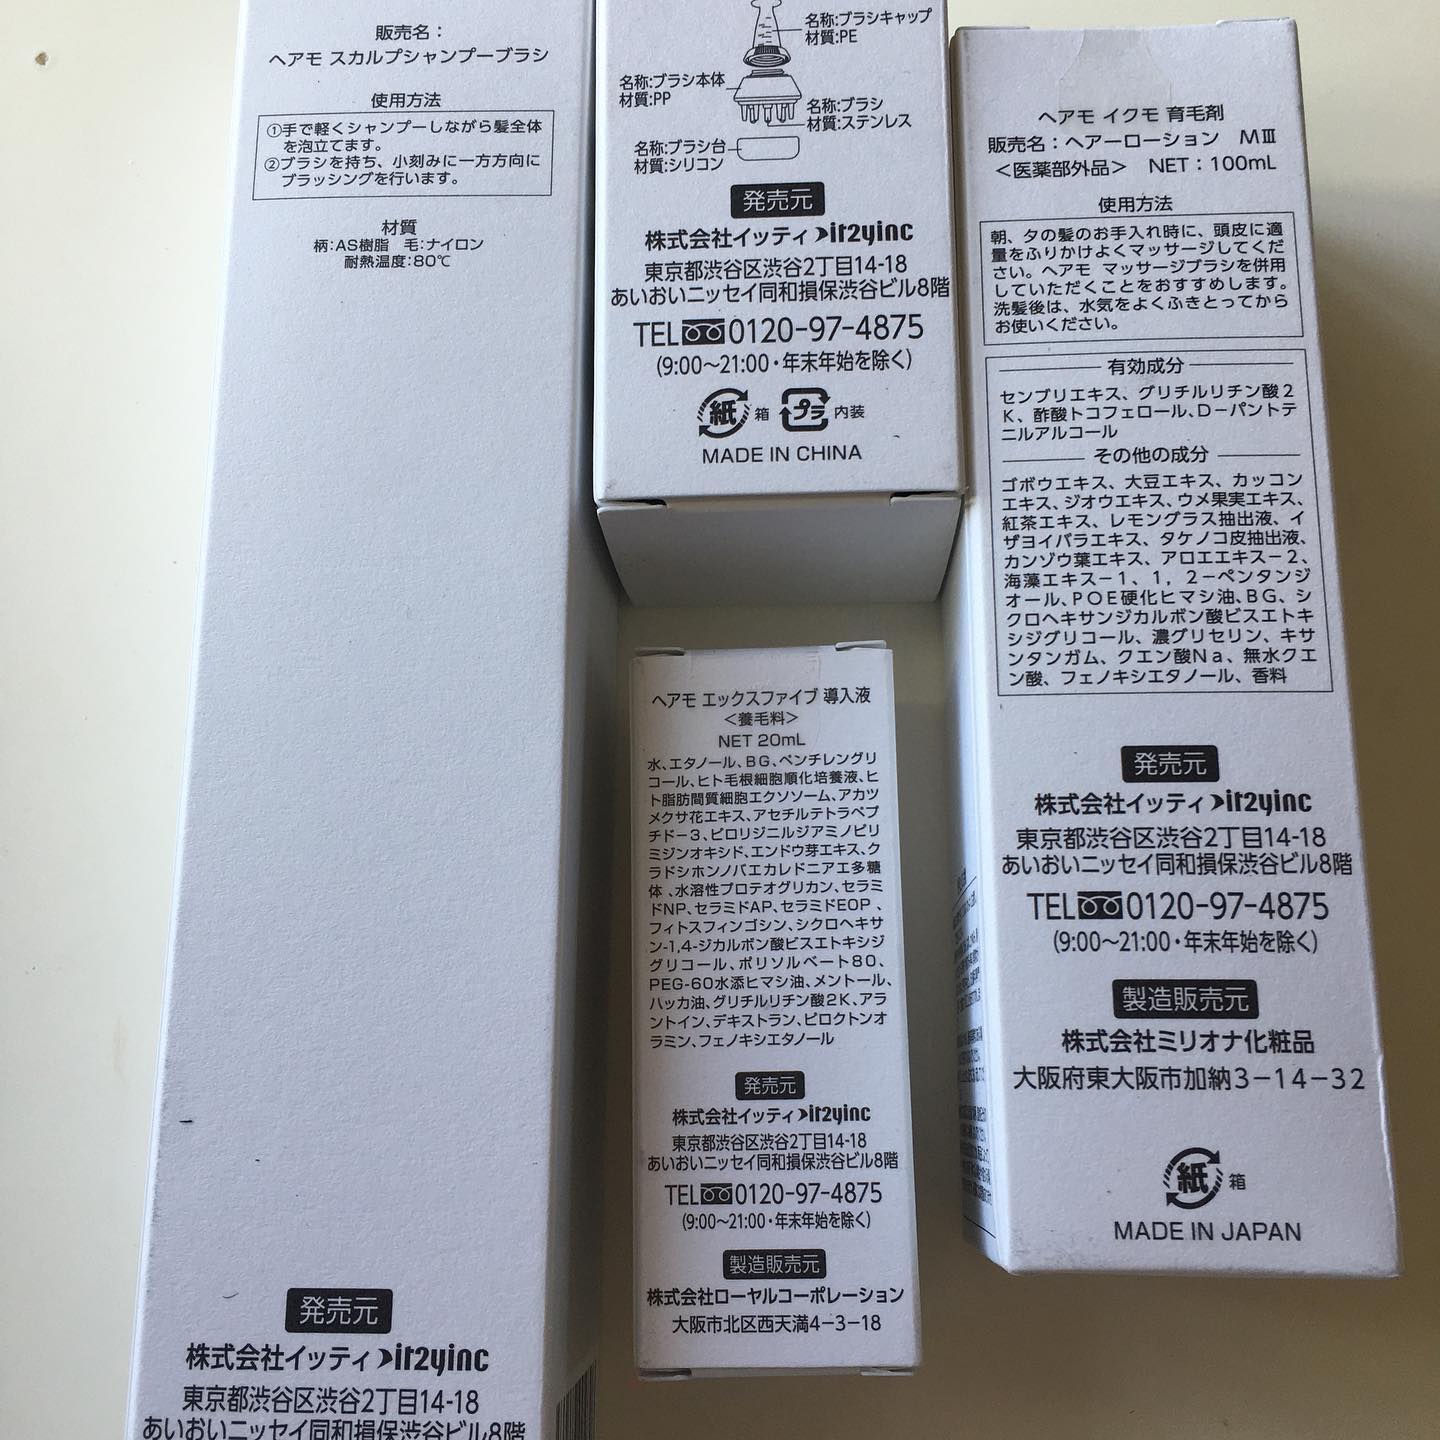 販売名：
ヘアモ スカルプシャンプーブラシ
使用方法
①手で軽くシャンプーしながら髪全体
を泡立てます。
②ブラシを持ち、小刻みに一方方向に
ブラッシングを行います。
材質
柄:AS樹脂 毛:ナイロン
耐熱温度:80℃
発売元
株式会社イッティ it2yinc
東京都渋谷区渋谷2丁目14-18
あいおいニッセイ同和損保渋谷ビル8階
名称:ブラシキャップ
材質:PE
名称:ブラシ本体
材質:PP
名称:ブラシ
材質:ステンレス
名称:ブラシ台
材質:シリコン
発売元
株式会社イッティ it2yinc
東京都渋谷区渋谷2丁目14-18
あいおいニッセイ同和損保渋谷ビル8階
TEL 0120-97-4875
(9:00〜21:00・年末年始を除く)
紙 箱 プラ 内装
MADE IN CHINA
ヘアモ エックスファイブ 導入液
＜養毛料＞
NET 20mL
水、エタノール、BG、ペンチレングリ
コール、ヒト毛根細胞順化培養液、ヒ
ト脂肪間質細胞エクソソーム、アカツ
メクサ花エキス、アセチルテトラペプ
チド-3、ピロリジニルジアミノピリ
ミジンオキシド、エンドウ芽エキス、ク
ラドシホンノバエカレドニアエ多糖
体、水溶性プロテオグリカン、セラミ
ドNP、セラミドAP、セラミドEOP、
フィトスフィンゴシン、シクロヘキサ
ン-1,4-ジカルボン酸ビスエトキシジ
グリコール、ポリソルベート80、
PEG-60水添ヒマシ油、メントール、
ハッカ油、グリチルリチン酸2K、アラ
ントイン、デキストラン、ピロクトンオ
ラミン、フェノキシエタノール
発売元
株式会社イッティ it2yinc
東京都渋谷区渋谷2丁目14-18
あいおいニッセイ同和損保渋谷ビル8階
TEL 0120-97-4875
(9:00〜21:00・年末年始を除く)
製造販売元
株式会社ローヤルコーポレーション
大阪市北区西天満4-3-18
ヘアモ イクモ 育毛剤
販売名：ヘアーローション MⅢ
＜医薬部外品＞ NET：100mL
使用方法
朝、夕の髪のお手入れ時に、頭皮に適
量をふりかけよくマッサージしてくだ
さい。ヘアモ マッサージブラシを併用
していただくことをおすすめします。
洗髪後は、水気をよくふきとってから
お使いください。
有効成分
センブリエキス、グリチルリチン酸2
K、酢酸トコフェロール、D-パントテ
ニルアルコール
その他の成分
ゴボウエキス、大豆エキス、カッコン
エキス、ジオウエキス、ウメ果実エキス、
紅茶エキス、レモングラス抽出液、イ
ザヨイバラエキス、タケノコ皮抽出液、
カンゾウ葉エキス、アロエエキス-2、
海藻エキス-1、1，2-ペンタンジ
オール、POE硬化ヒマシ油、BG、シ
クロヘキサンジカルボン酸ビスエトキ
シジグリコール、濃グリセリン、キサ
ンタンガム、クエン酸Na、無水クエ
ン酸、フェノキシエタノール、香料
発売元
株式会社イッティ it2yinc
東京都渋谷区渋谷2丁目14-18
あいおいニッセイ同和損保渋谷ビル8階
TEL 0120-97-4875
(9:00〜21:00・年末年始を除く)
製造販売元
株式会社ミリオナ化粧品
大阪府東大阪市加納3-14-32
紙 箱
MADE IN JAPAN